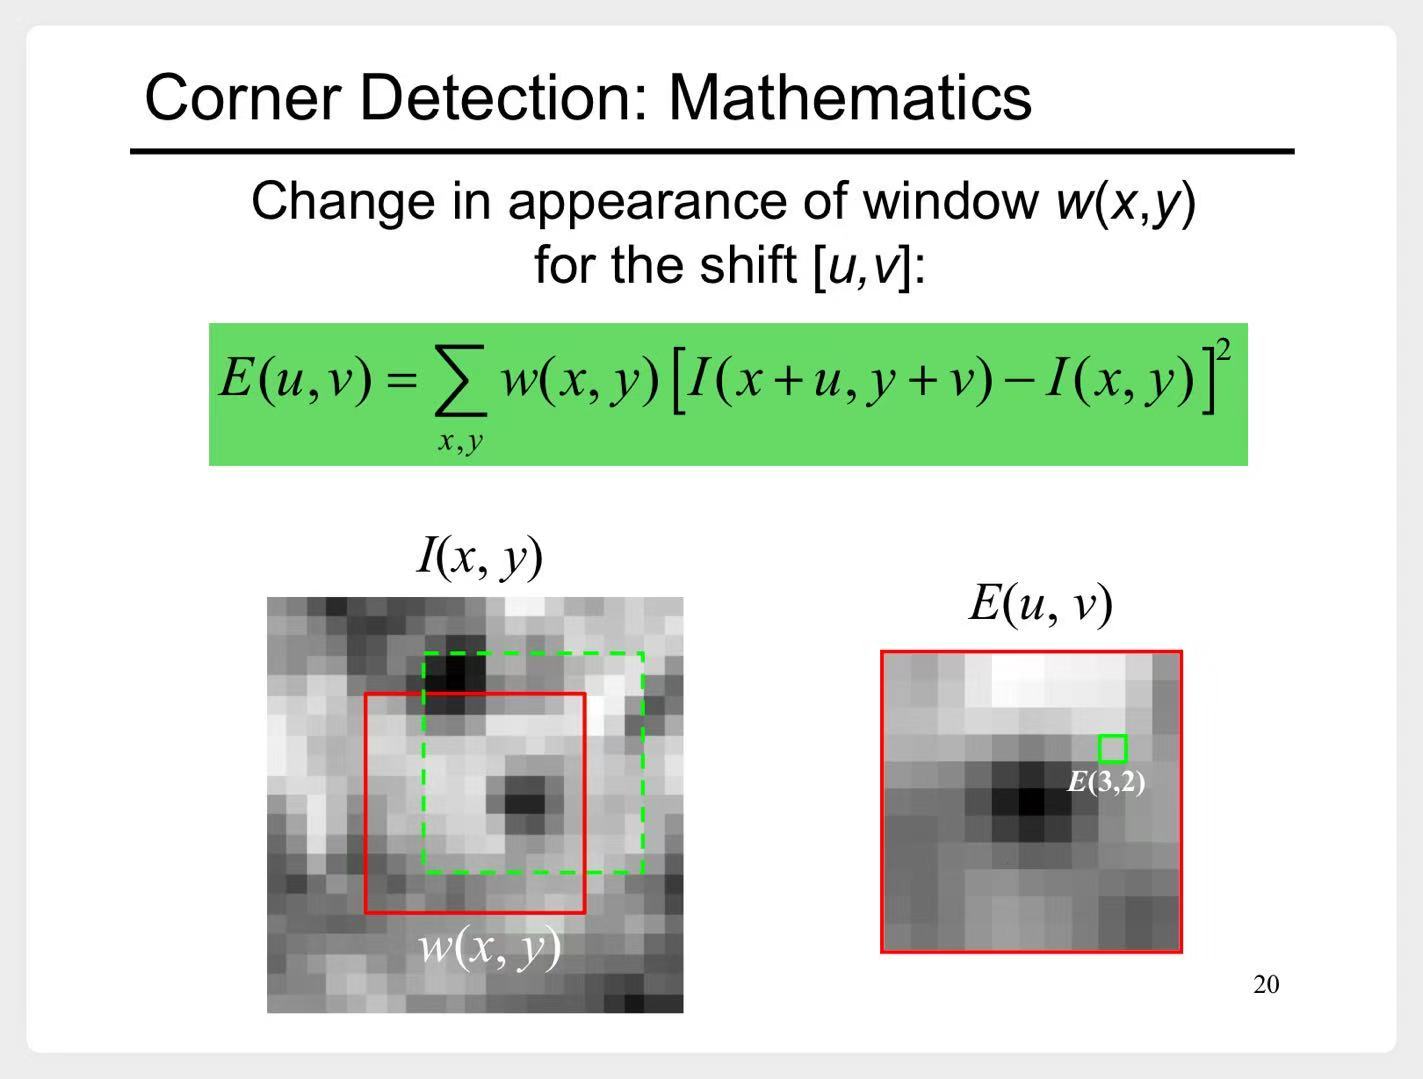 Corner Detection: Mathematics
Change in appearance of window w(x,y)
for the shift [u,v]:
E(u,v) = ∑ w(x, y)[I(x+u, y+v) − I(x, y)]²
x,y
I(x, y)
E(u, v)
E(3,2)
w(x, y)
20